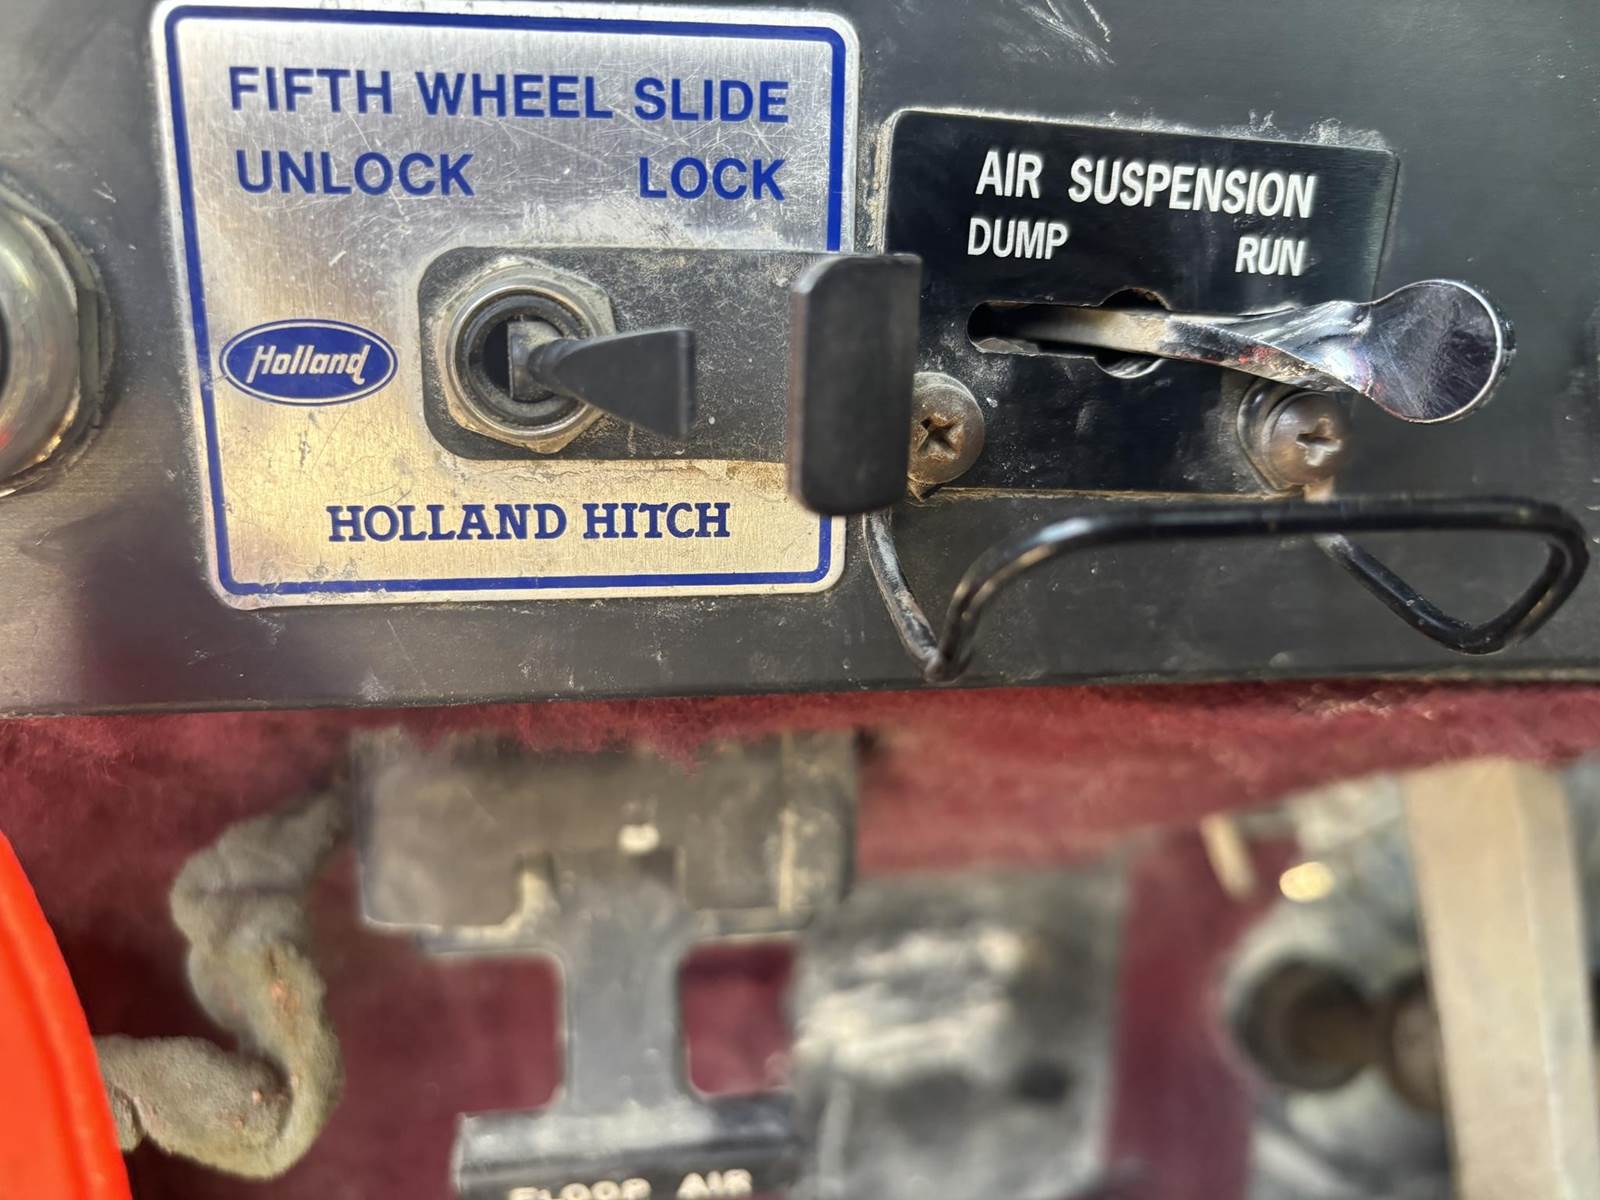 FIFTH WHEEL SLIDE
UNLOCK LOCK
Holland
HOLLAND HITCH
AIR SUSPENSION
DUMP RUN
FLOOR AIR